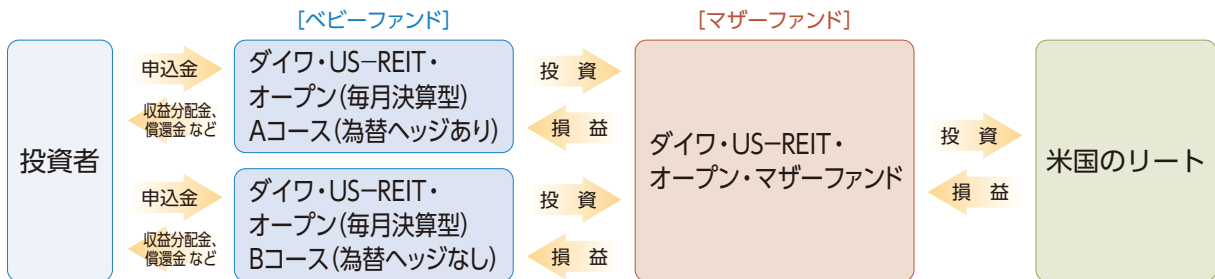 [ベビーファンド]
[マザーファンド]
投資者
申込金
収益分配金、
償還金 など
ダイワ・US−REIT・
オープン(毎月決算型)
Aコース(為替ヘッジあり)
投 資
損 益
申込金
収益分配金、
償還金 など
ダイワ・US−REIT・
オープン(毎月決算型)
Bコース(為替ヘッジなし)
投 資
損 益
ダイワ・US−REIT・
オープン・マザーファンド
投 資
損 益
米国のリート